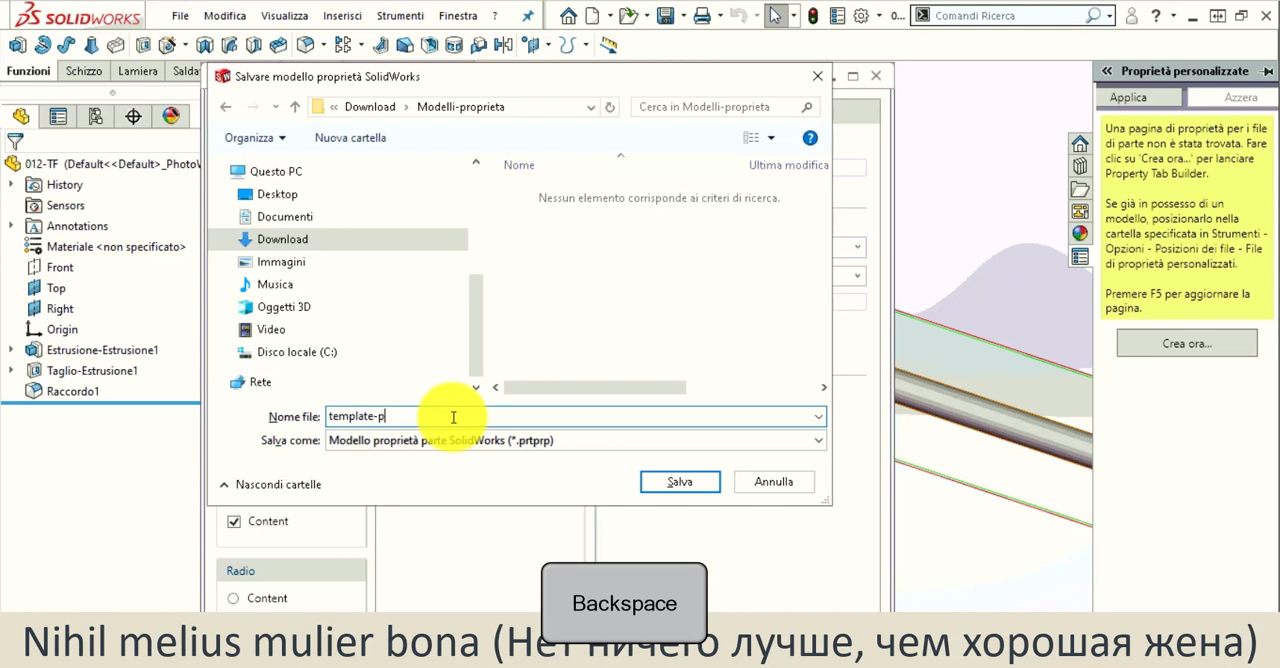 SOLIDWORKS File Modifica Visualizza Inserisci Strumenti Finestra ? 0... Comandi Ricerca ?
Funzioni Schizzo Lamiera Salda
Salvare modello proprietà SolidWorks
« Download › Modelli-proprieta Cerca in Modelli-proprieta
Organizza Nuova cartella ?
Questo PC
Desktop
Documenti
Download
Immagini
Musica
Oggetti 3D
Video
Disco locale (C:)
Rete
Nome Ultima modifica
Nessun elemento corrisponde ai criteri di ricerca.
Nome file: template-p
Salva come: Modello proprietà parte SolidWorks (*.prtprp)
Nascondi cartelle Salva Annulla
012-TF (Default<<Default>_PhotoV
History
Sensors
Annotations
Materiale <non specificato>
Front
Top
Right
Origin
Estrusione-Estrusione1
Taglio-Estrusione1
Raccordo1
Content
Radio
Content
« Proprietà personalizzate
Applica Azzera
Una pagina di proprietà per i file
di parte non è stata trovata. Fare
clic su 'Crea ora...' per lanciare
Property Tab Builder.
Se già in possesso di un
modello, posizionarlo nella
cartella specificata in Strumenti -
Opzioni - Posizioni dei file - File
di proprietà personalizzati.
Premere F5 per aggiornare la
pagina.
Crea ora...
Backspace
Nihil melius mulier bona (Нет ничего лучше, чем хорошая жена)